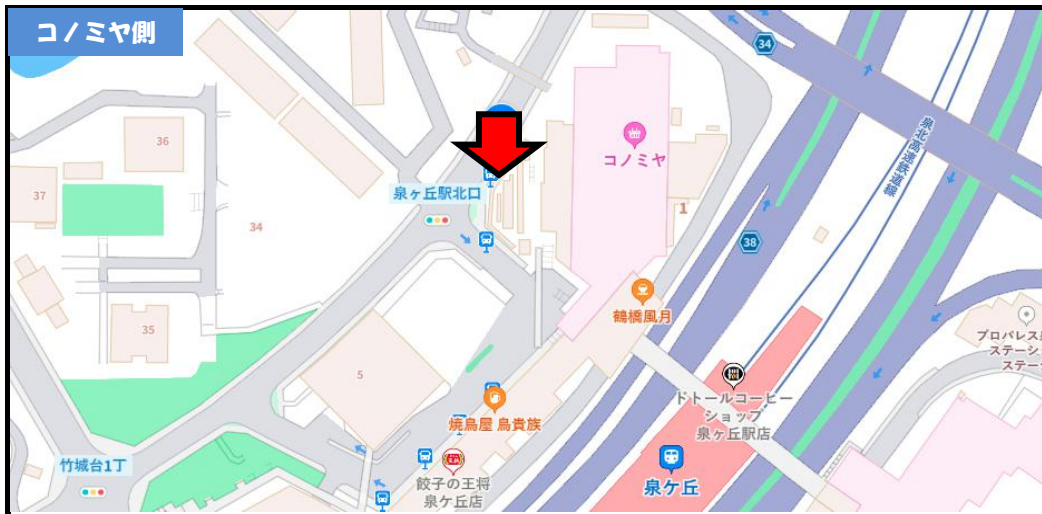 コノミヤ側
34
36
コノミヤ
泉北高速鉄道線
泉ヶ丘駅北口
37
34
1
38
鶴橋風月
35
プロパレス泉
ステーショ
ステーシ
5
ドトールコーヒー
ショップ
泉ヶ丘駅店
焼鳥屋 鳥貴族
竹城台1丁
餃子の王将
泉ケ丘店
泉ケ丘